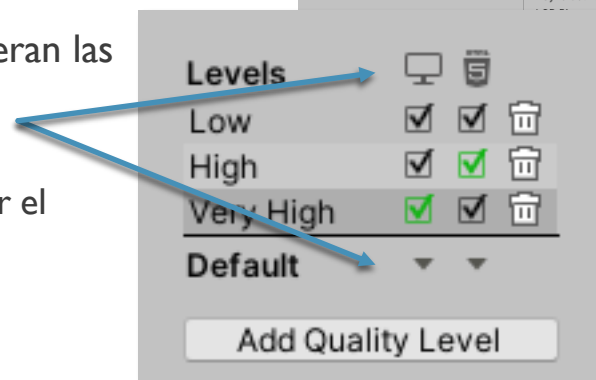 eran las
r el
Levels
Low
High
Very High
Default
Add Quality Level